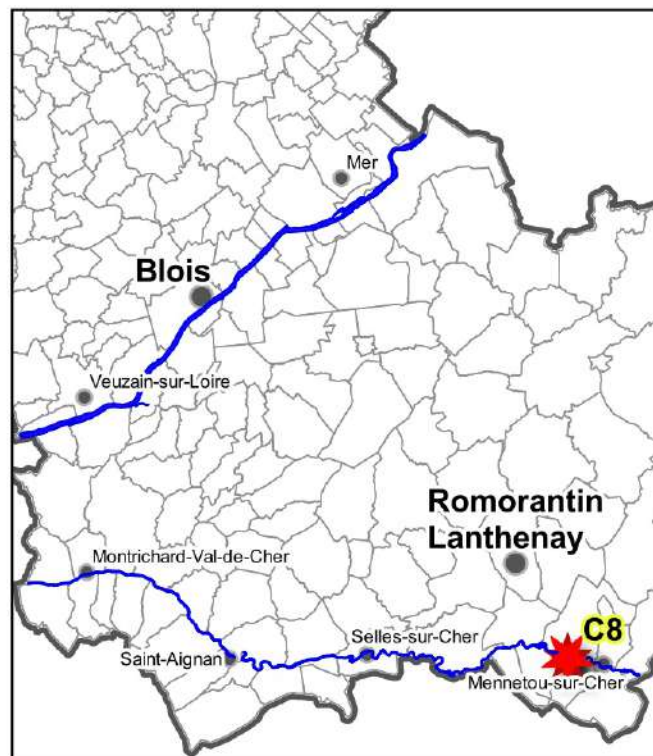 Mer
Blois
Veuzain-sur-Loire
Romorantin
Lanthenay
Montrichard-Val-de-Cher
C8
Selles-sur-Cher
Saint-Aignan
Mennetou-sur-Cher